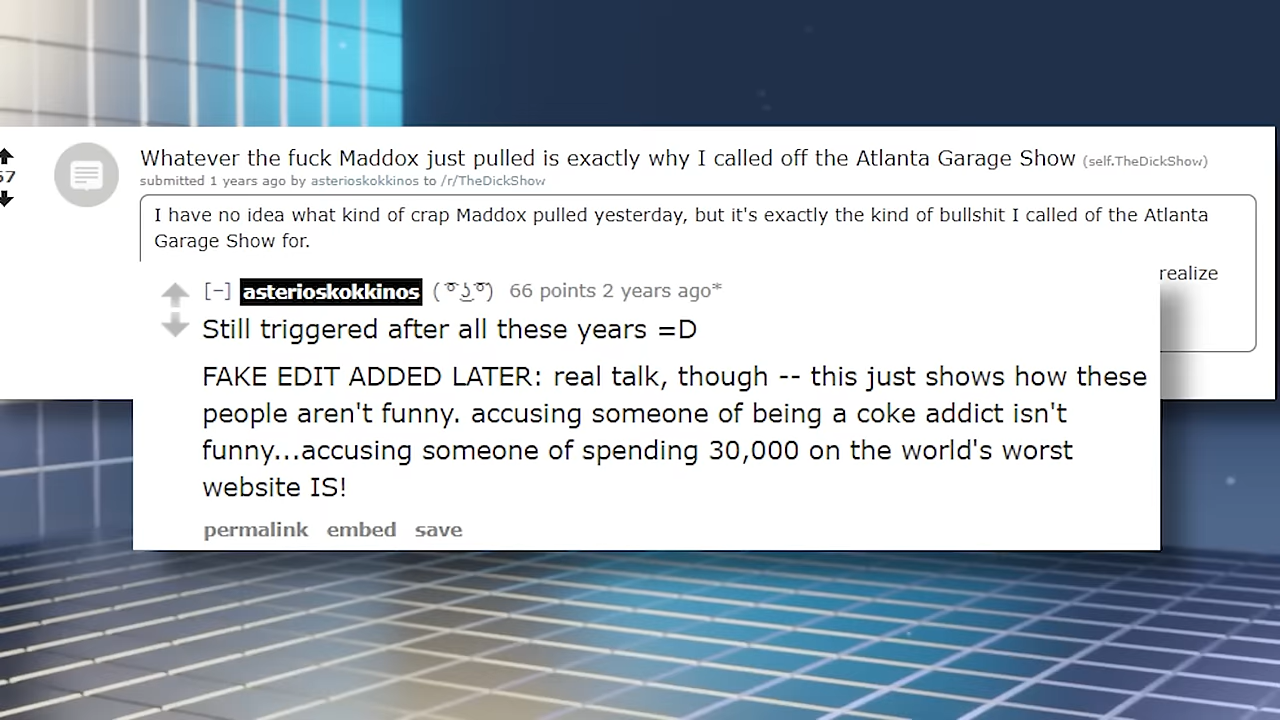 Whatever the fuck Maddox just pulled is exactly why I called off the Atlanta Garage Show (self.TheDickShow)
57
submitted 1 years ago by asterioskokkinos to /r/TheDickShow
I have no idea what kind of crap Maddox pulled yesterday, but it's exactly the kind of bullshit I called of the Atlanta
Garage Show for.
realize
[−] asterioskokkinos ( ͡° ͜ʖ ͡°) 66 points 2 years ago*
Still triggered after all these years =D
FAKE EDIT ADDED LATER: real talk, though -- this just shows how these
people aren't funny. accusing someone of being a coke addict isn't
funny...accusing someone of spending 30,000 on the world's worst
website IS!
permalink embed save